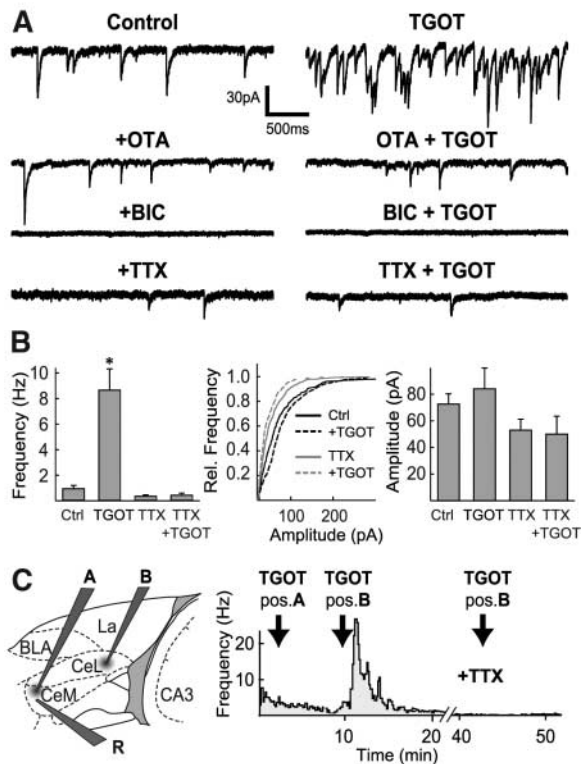 A
Control
TGOT
30pA
500ms
+OTA
OTA + TGOT
+BIC
BIC + TGOT
+TTX
TTX + TGOT
B
Frequency (Hz)
10
8
6
4
2
Ctrl
TGOT
TTX
TTX
+TGOT
*
Rel. Frequency
1.0
0.8
0.6
0.4
0.2
Ctrl
+TGOT
TTX
+TGOT
100
200
Amplitude (pA)
Amplitude (pA)
80
60
40
20
Ctrl
TGOT
TTX
TTX
+TGOT
C
A
B
La
BLA
CeL
CeM
CA3
R
TGOT
pos.A
TGOT
pos.B
TGOT
pos.B
Frequency (Hz)
20
10
+TTX
10
20
40
50
Time (min)